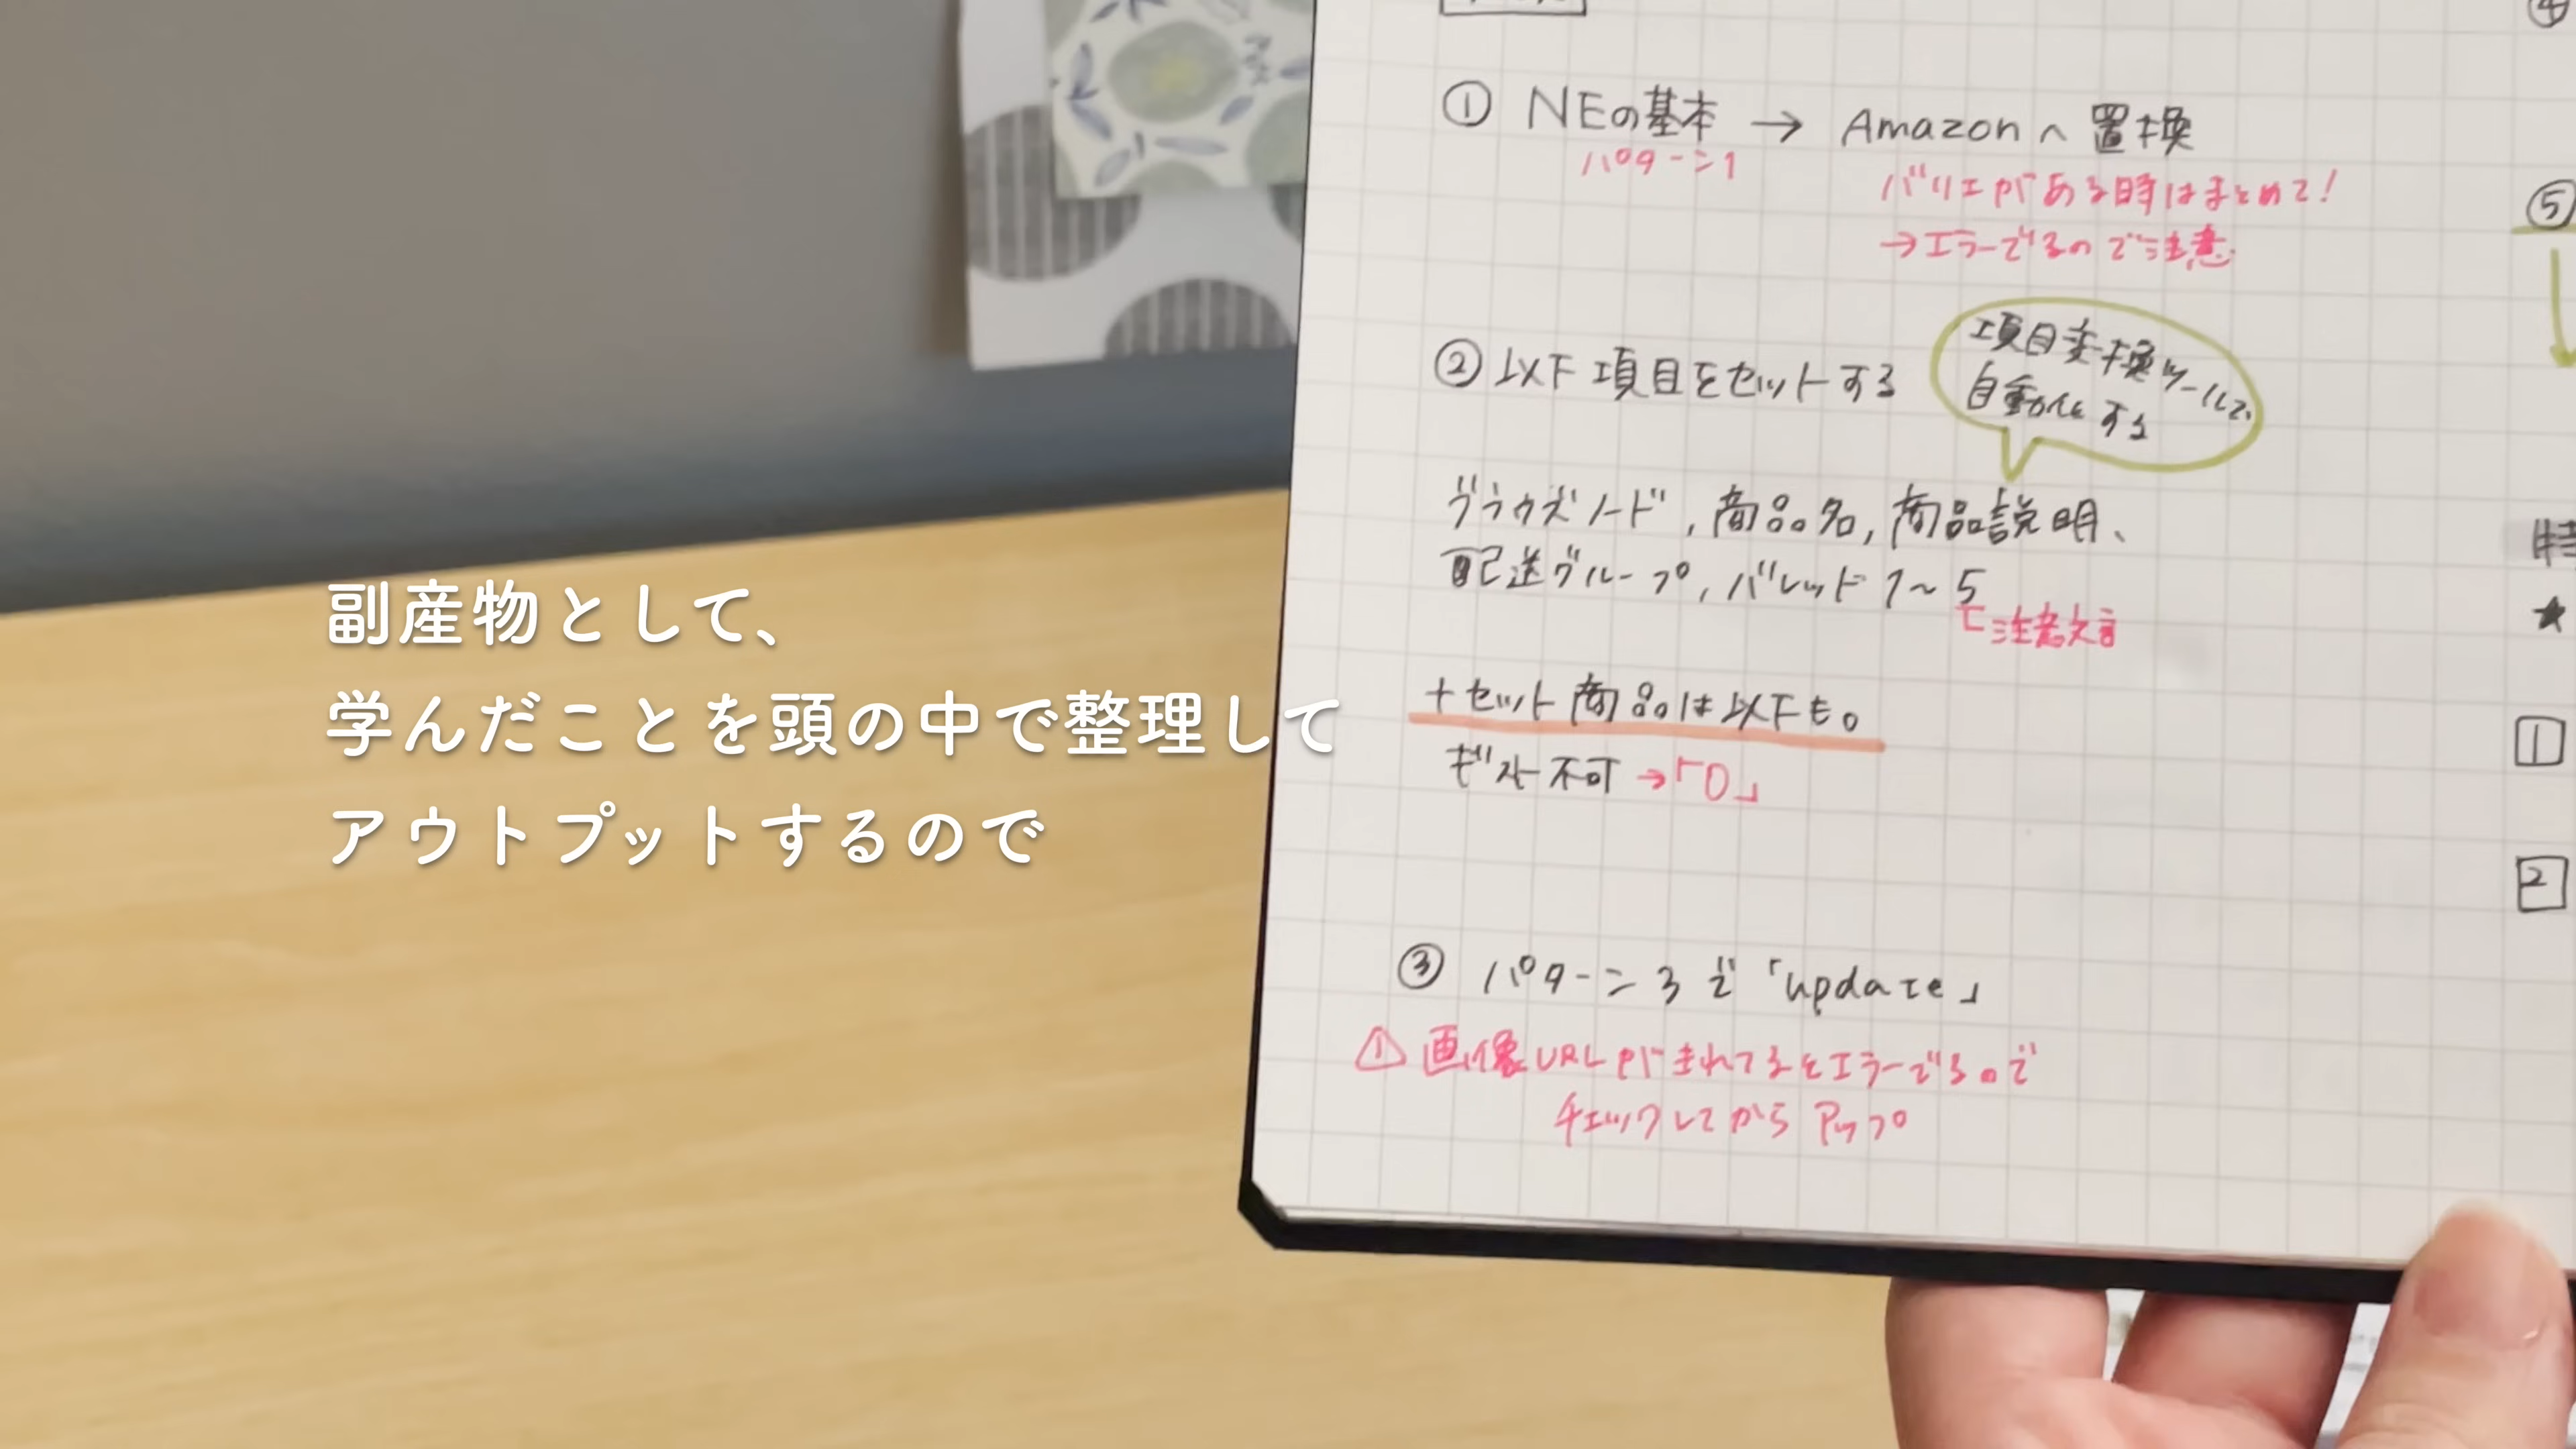 副産物として、
学んだことを頭の中で整理して
アウトプットするので
① NEの基本 → Amazonへ置換
パターン1
バリエがある時はまとめて!
→エラーでるので注意
② 以下項目をセットする
項目変換ツールで
自動化する
ブラウズノード, 商品名, 商品説明、
配送グループ, バレット1~5
注意文言
+セット商品は以下も。
ギフト不可→「0」
③ パターン3で「update」
画像URLがきれてるとエラーでるので
チェックしてからアップ
④
⑤
特
★
1
2